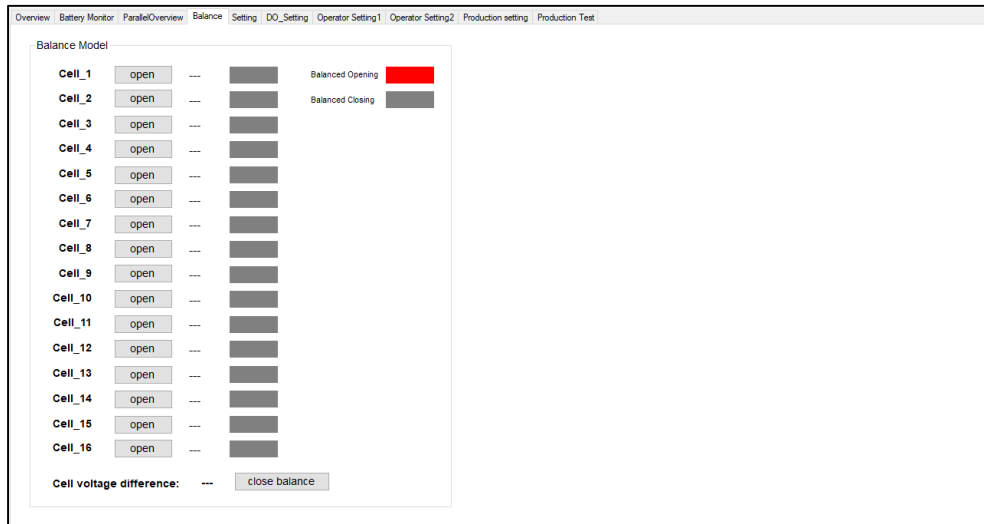 Overview Battery Monitor ParallelOverview Balance Setting DO_Setting Operator Setting1 Operator Setting2 Production setting Production Test
Balance Model
Cell_1 open --- Balanced Opening
Cell_2 open --- Balanced Closing
Cell_3 open ---
Cell_4 open ---
Cell_5 open ---
Cell_6 open ---
Cell_7 open ---
Cell_8 open ---
Cell_9 open ---
Cell_10 open ---
Cell_11 open ---
Cell_12 open ---
Cell_13 open ---
Cell_14 open ---
Cell_15 open ---
Cell_16 open ---
Cell voltage difference: --- close balance